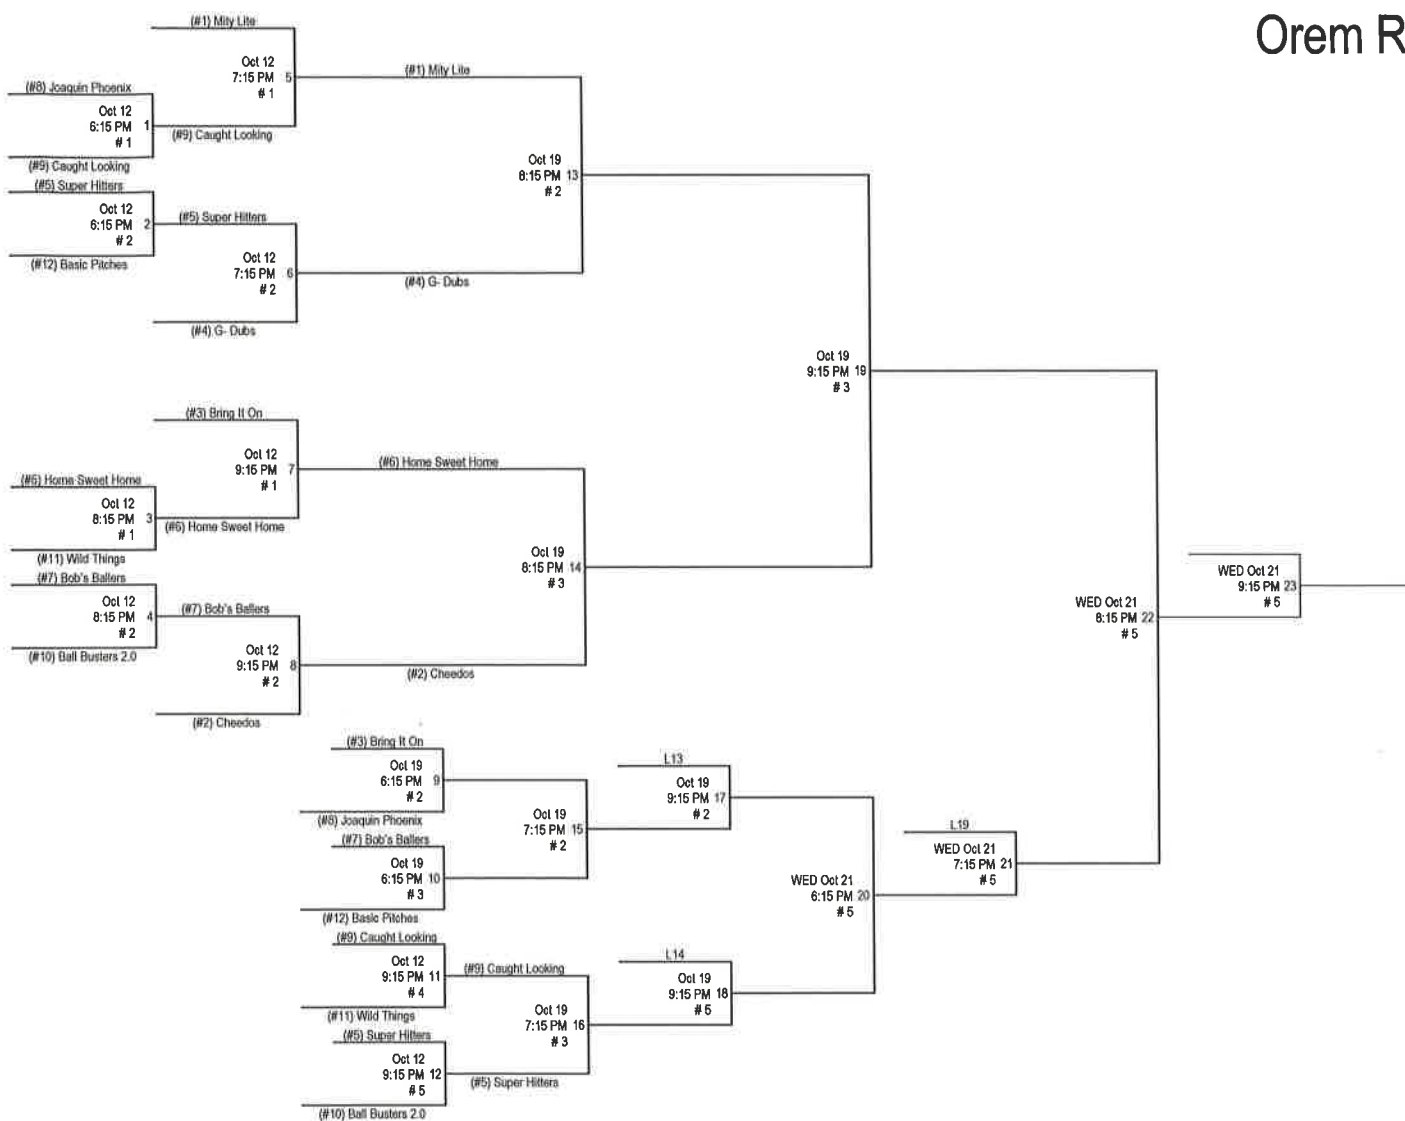 Orem R
(#1) Mity Lite
Oct 12
7:15 PM 5
# 1
(#1) Mity Lite
(#8) Joaquin Phoenix
Oct 12
6:15 PM 1
# 1
(#9) Caught Looking
(#9) Caught Looking
Oct 19
8:15 PM 13
# 2
(#5) Super Hitters
Oct 12
6:15 PM 2
# 2
(#5) Super Hitters
(#12) Basic Pitches
Oct 12
7:15 PM 6
# 2
(#4) G- Dubs
(#4) G- Dubs
Oct 19
9:15 PM 19
# 3
(#3) Bring It On
Oct 12
9:15 PM 7
# 1
(#6) Home Sweet Home
(#6) Home Sweet Home
Oct 12
8:15 PM 3
# 1
(#6) Home Sweet Home
(#11) Wild Things
Oct 19
8:15 PM 14
# 3
(#7) Bob's Ballers
Oct 12
8:15 PM 4
# 2
(#7) Bob's Ballers
(#10) Ball Busters 2.0
Oct 12
9:15 PM 8
# 2
(#2) Cheedos
(#2) Cheedos
WED Oct 21
8:15 PM 22
# 5
WED Oct 21
9:15 PM 23
# 5
(#3) Bring It On
Oct 19
6:15 PM 9
# 2
(#8) Joaquin Phoenix
L13
Oct 19
9:15 PM 17
# 2
Oct 19
7:15 PM 15
# 2
(#7) Bob's Ballers
Oct 19
6:15 PM 10
# 3
(#12) Basic Pitches
L19
WED Oct 21
7:15 PM 21
# 5
WED Oct 21
6:15 PM 20
# 5
(#9) Caught Looking
Oct 12
9:15 PM 11
# 4
(#9) Caught Looking
(#11) Wild Things
L14
Oct 19
9:15 PM 18
# 5
Oct 19
7:15 PM 16
# 3
(#5) Super Hitters
Oct 12
9:15 PM 12
# 5
(#5) Super Hitters
(#10) Ball Busters 2.0